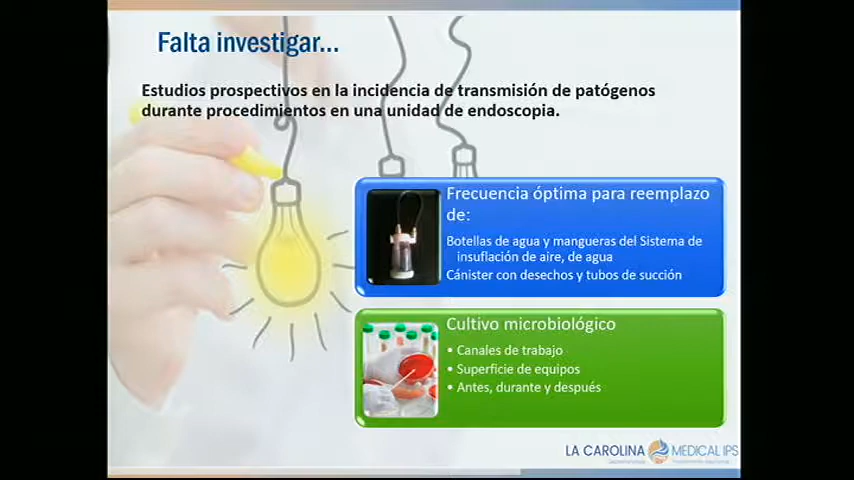 Falta investigar...
Estudios prospectivos en la incidencia de transmisión de patógenos
durante procedimientos en una unidad de endoscopia.
Frecuencia óptima para reemplazo
de:
Botellas de agua y mangueras del Sistema de
insuflación de aire, de agua
Cánister con desechos y tubos de succión
Cultivo microbiológico
• Canales de trabajo
• Superficie de equipos
• Antes, durante y después
LA CAROLINA MEDICAL IPS